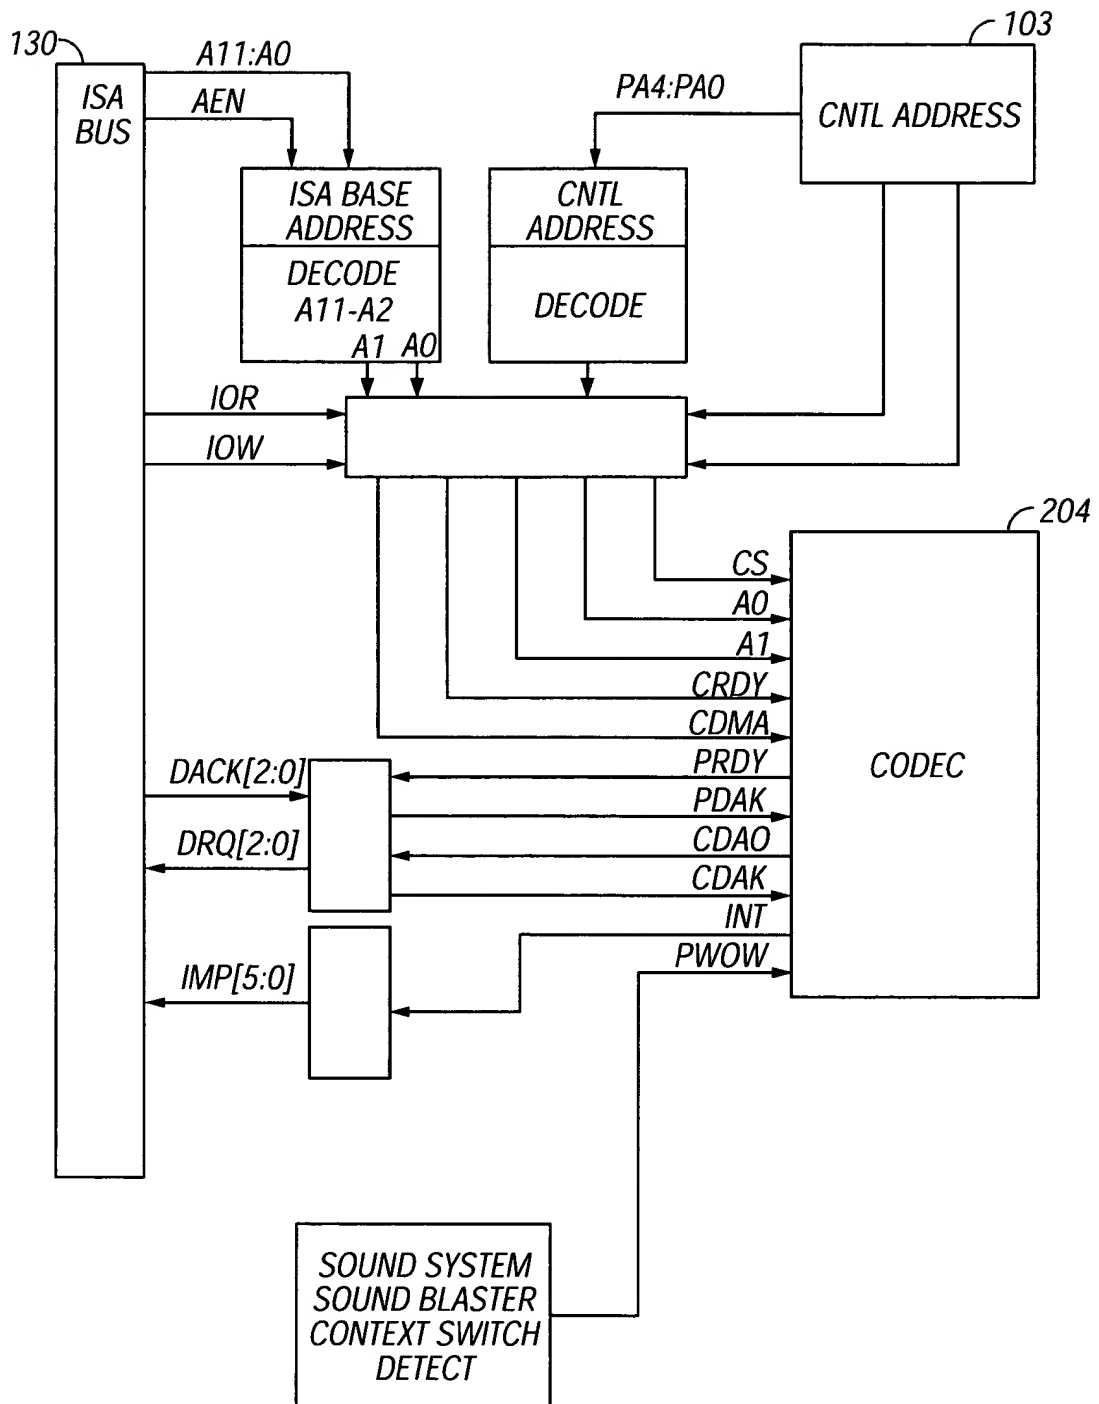 130
ISA
BUS
A11:A0
AEN
103
CNTL ADDRESS
PA4:PA0
ISA BASE
ADDRESS
DECODE
A11-A2
A1 A0
CNTL
ADDRESS
DECODE
IOR
IOW
204
CODEC
CS
A0
A1
CRDY
CDMA
PRDY
PDAK
CDAO
CDAK
INT
PWOW
DACK[2:0]
DRQ[2:0]
IMP[5:0]
SOUND SYSTEM
SOUND BLASTER
CONTEXT SWITCH
DETECT